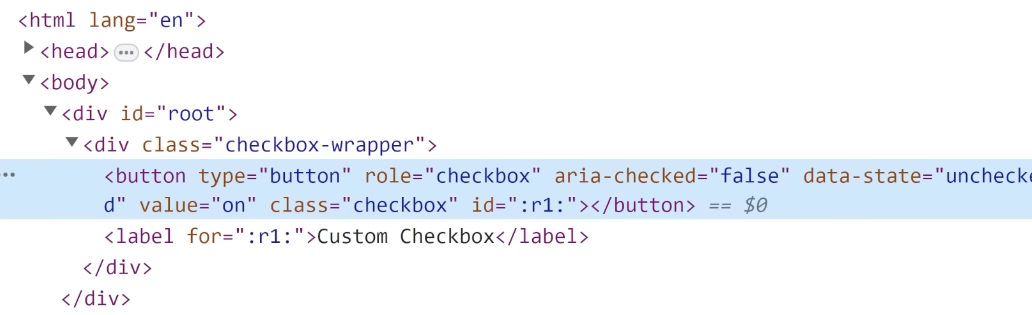 <html lang="en">
<head> ••• </head>
<body>
<div id="root">
<div class="checkbox-wrapper">
••• <button type="button" role="checkbox" aria-checked="false" data-state="unchecke
d" value="on" class="checkbox" id=":r1:"></button> == $0
<label for=":r1:">Custom Checkbox</label>
</div>
</div>